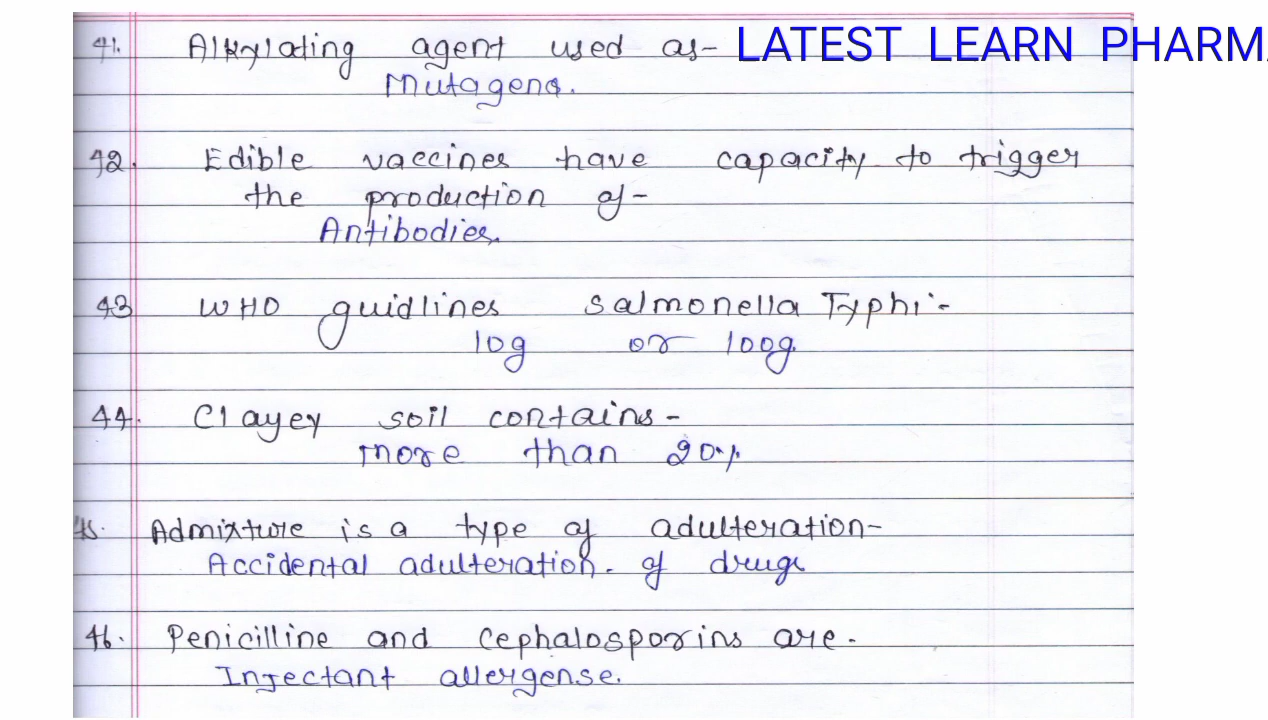 41. Alkylating agent used as- LATEST LEARN PHARM
Mutagens.
42. Edible vaccines have capacity to trigger
the production of-
Antibodies.
43 WHO guidlines Salmonella Typhi:-
10g or 100g.
44. Clayey soil contains-
more than 20%
45. Admixture is a type of adulteration-
Accidental adulteration. of drugs
46. Penicilline and Cephalosporins are-
Injectant allergense.